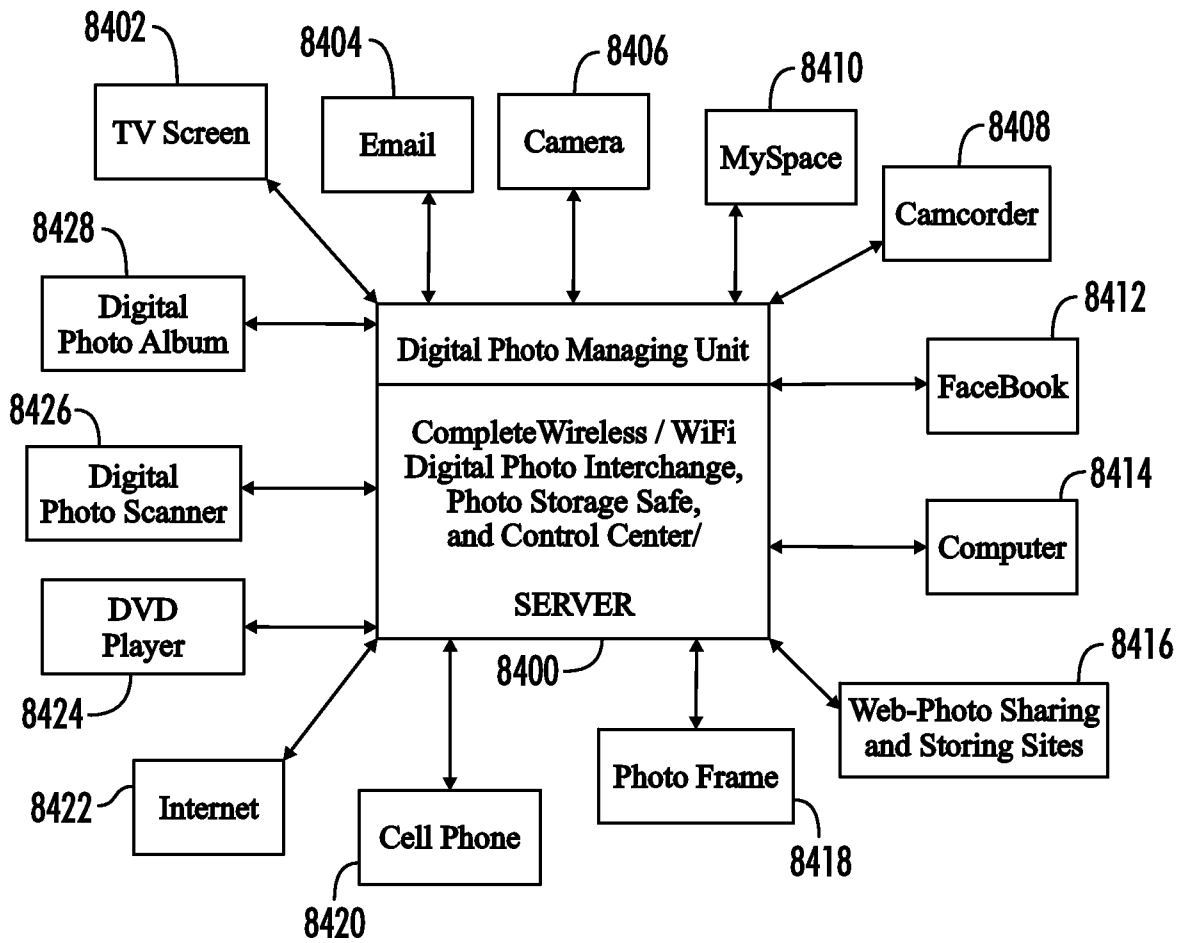 8402
TV Screen
8404
Email
8406
Camera
8410
MySpace
8408
Camcorder
8428
Digital
Photo Album
8412
FaceBook
Digital Photo Managing Unit
CompleteWireless / WiFi
Digital Photo Interchange,
Photo Storage Safe,
and Control Center/
SERVER
8400
8426
Digital
Photo Scanner
8414
Computer
DVD
Player
8424
8416
Web-Photo Sharing
and Storing Sites
Internet
8422
Cell Phone
8420
Photo Frame
8418